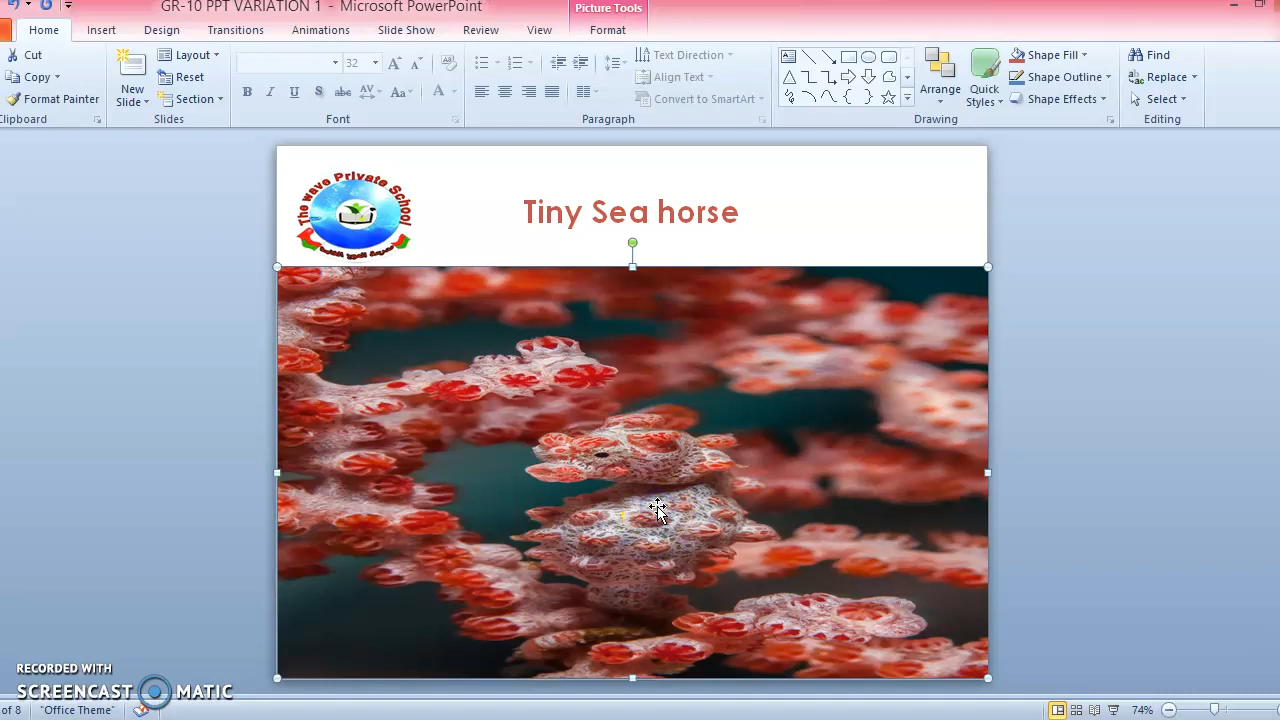 GR-10 PPT VARIATION 1 - Microsoft PowerPoint
Picture Tools
Home Insert Design Transitions Animations Slide Show Review View Format
Cut
Copy
Format Painter
Clipboard
New Slide
Layout
Reset
Section
Slides
32
B I U S abc AV Aa A
Font
Text Direction
Align Text
Convert to SmartArt
Paragraph
Arrange
Quick Styles
Shape Fill
Shape Outline
Shape Effects
Drawing
Find
Replace
Select
Editing
The wave Private School
Tiny Sea horse
RECORDED WITH
SCREENCAST MATIC
of 8 "Office Theme" 74%